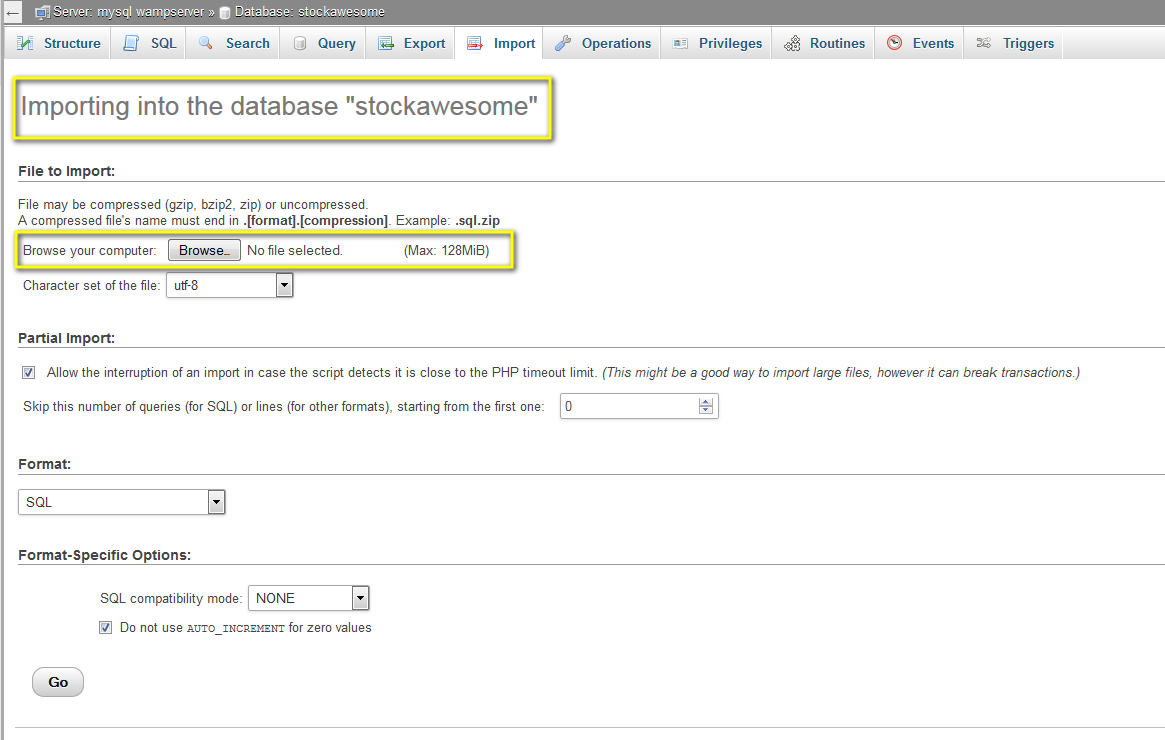 Server: mysql wampserver » Database: stockawesome
Structure SQL Search Query Export Import Operations Privileges Routines Events Triggers
Importing into the database "stockawesome"
File to Import:
File may be compressed (gzip, bzip2, zip) or uncompressed.
A compressed file's name must end in .[format].[compression]. Example: .sql.zip
Browse your computer: Browse... No file selected. (Max: 128MiB)
Character set of the file: utf-8
Partial Import:
Allow the interruption of an import in case the script detects it is close to the PHP timeout limit. (This might be a good way to import large files, however it can break transactions.)
Skip this number of queries (for SQL) or lines (for other formats), starting from the first one: 0
Format:
SQL
Format-Specific Options:
SQL compatibility mode: NONE
Do not use AUTO_INCREMENT for zero values
Go